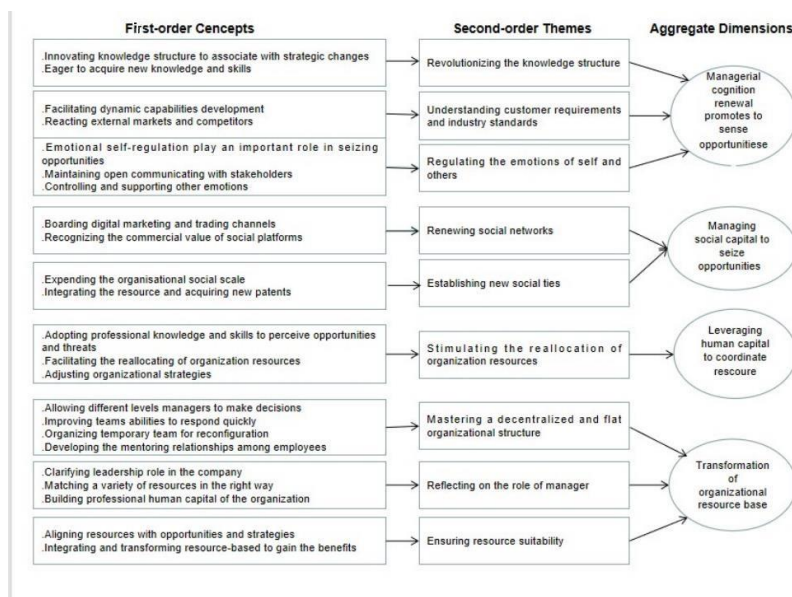 First-order Cencepts
Second-order Themes
Aggregate Dimensions
.Innovating knowledge structure to associate with strategic changes
.Eager to acquire new knowledge and skills
Revolutionizing the knowledge structure
.Facilitating dynamic capabilities development
.Reacting external markets and competitors
Understanding customer requirements
and industry standards
.Emotional self-regulation play an important role in seizing
opportunities
.Maintaining open communicating with stakeholders
.Controlling and supporting other emotions
Regulating the emotions of self and
others
Managerial
cognition
renewal
promotes to
sense
opportunitiese
.Boarding digital marketing and trading channels
.Recognizing the commercial value of social platforms
Renewing social networks
.Expending the organisational social scale
.Integrating the resource and acquiring new patents
Establishing new social ties
Managing
social capital to
seize
opportunities
.Adopting professional knowledge and skills to perceive opportunities
and threats
.Facilitating the reallocating of organization resources
.Adjusting organizational strategies
Stimulating the reallocation of
organization resources
Leveraging
human capital
to coordinate
rescoure
.Allowing different levels managers to make decisions
.Improving teams abilities to respond quickly
.Organizing temporary team for reconfiguration
.Developing the mentoring relationships among employees
Mastering a decentralized and flat
organizational structure
.Clarifying leadership role in the company
.Matching a variety of resources in the right way
.Building professional human capital of the organization
Reflecting on the role of manager
.Aligning resources with opportunities and strategies
.Integrating and transforming resource-based to gain the benefits
Ensuring resource suitability
Transformation
of
organizational
resource base